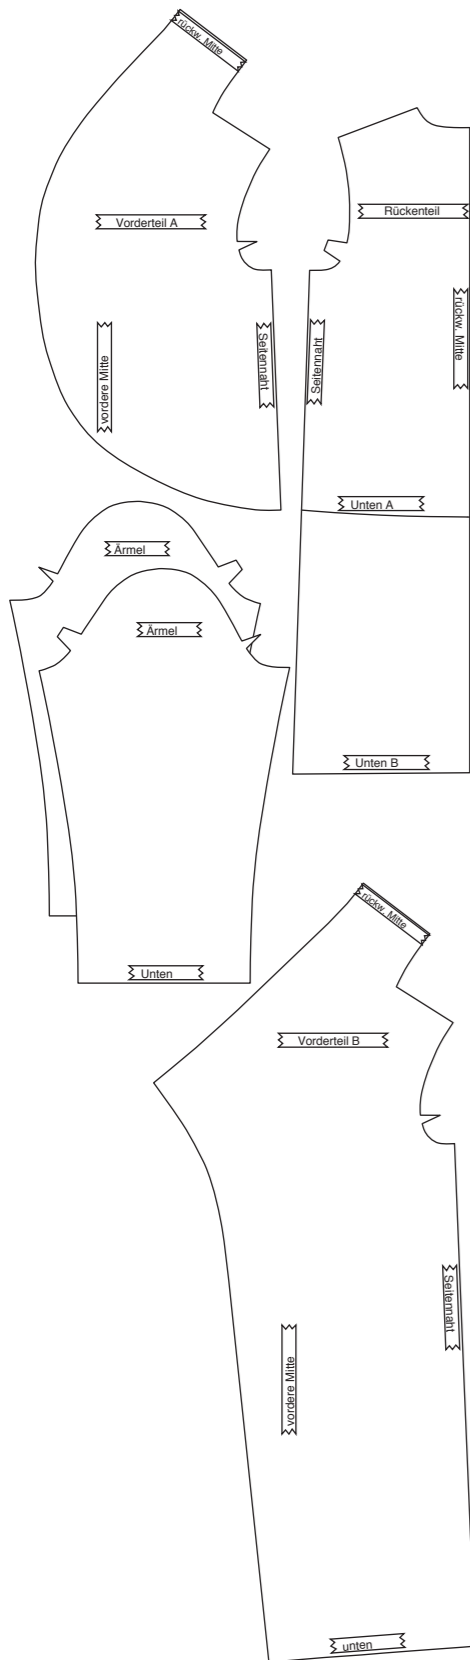 rückw. Mitte
Vorderteil A
Rückenteil
rückw. Mitte
vordere Mitte
Seitennaht
Seitennaht
Unten A
Ärmel
Ärmel
Unten B
rückw. Mitte
Unten
Vorderteil B
Seitennaht
vordere Mitte
unten